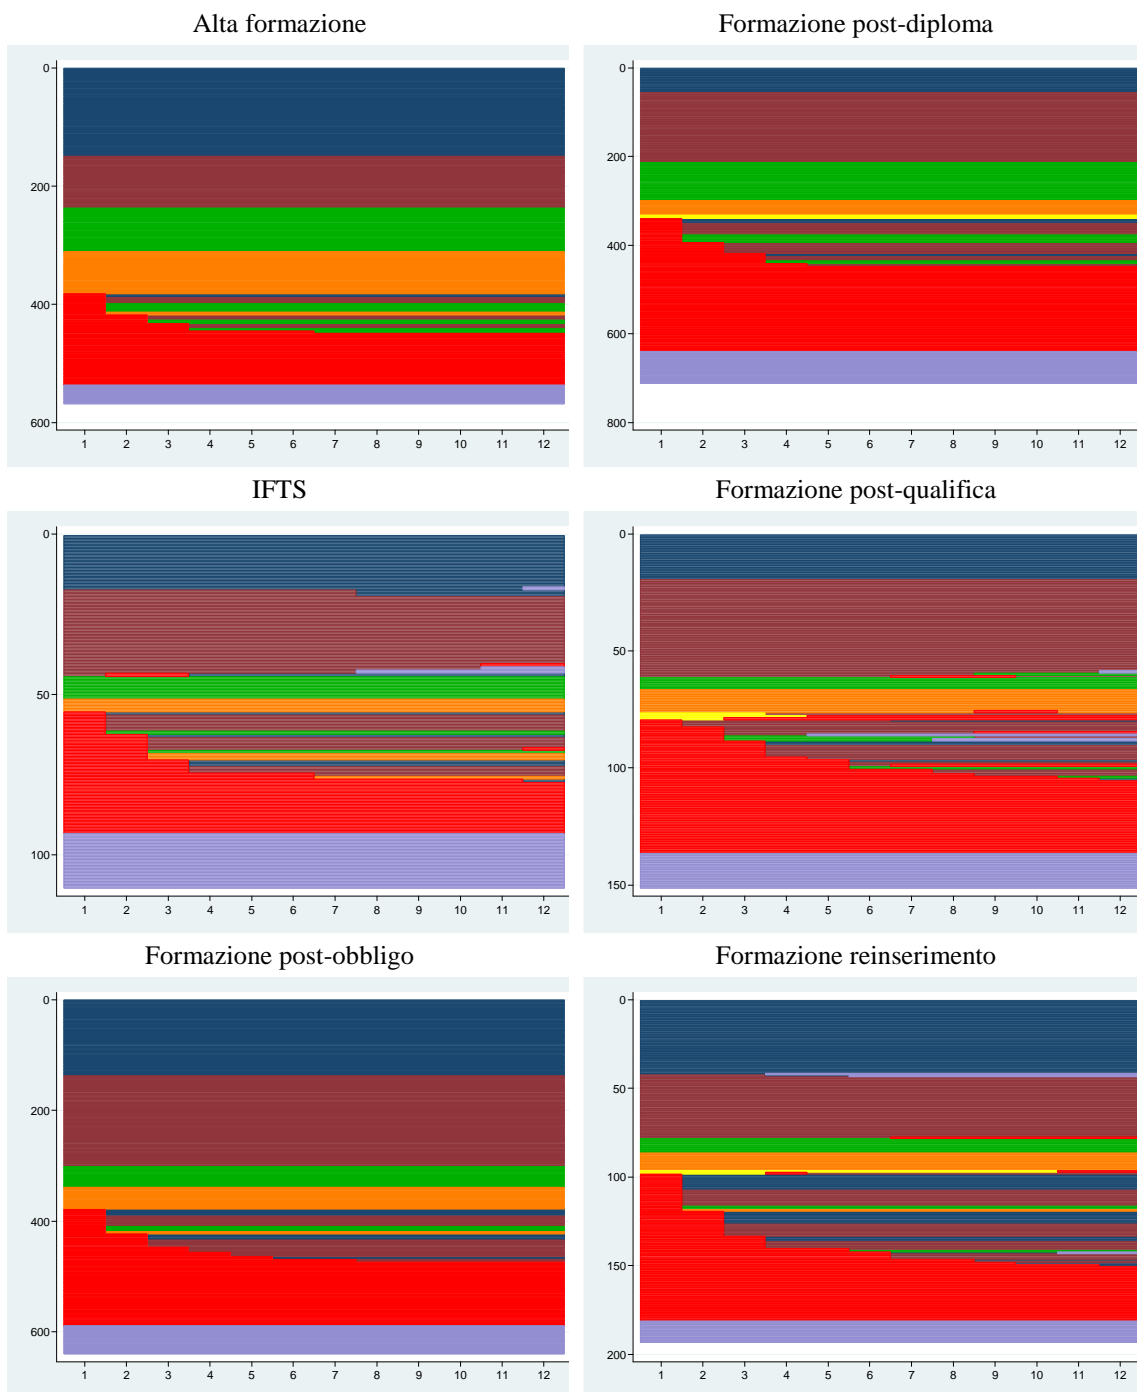 Alta formazione
Formazione post-diploma
0
200
400
600
1 2 3 4 5 6 7 8 9 10 11 12
0
200
400
600
800
1 2 3 4 5 6 7 8 9 10 11 12
IFTS
Formazione post-qualifica
0
50
100
1 2 3 4 5 6 7 8 9 10 11 12
0
50
100
150
1 2 3 4 5 6 7 8 9 10 11 12
Formazione post-obbligo
Formazione reinserimento
0
200
400
600
1 2 3 4 5 6 7 8 9 10 11 12
0
50
100
150
200
1 2 3 4 5 6 7 8 9 10 11 12